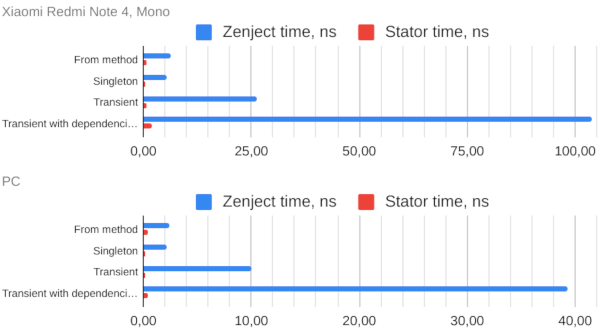 Xiaomi Redmi Note 4, Mono
Zenject time, ns Stator time, ns
From method
Singleton
Transient
Transient with dependenci…
0,00 25,00 50,00 75,00 100,00
PC
Zenject time, ns Stator time, ns
From method
Singleton
Transient
Transient with dependenci…
0,00 10,00 20,00 30,00 40,00